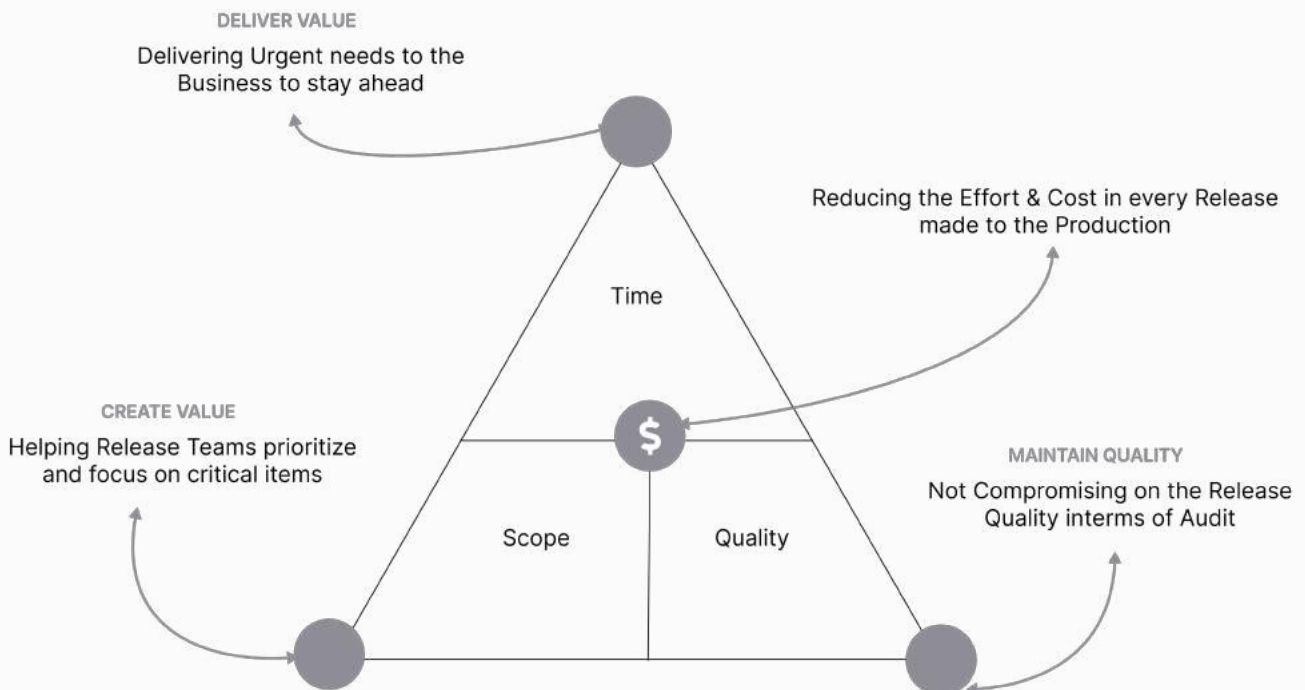 DELIVER VALUE
Delivering Urgent needs to the
Business to stay ahead
Reducing the Effort & Cost in every Release
made to the Production
Time
$
CREATE VALUE
Helping Release Teams prioritize
and focus on critical items
MAINTAIN QUALITY
Not Compromising on the Release
Quality interms of Audit
Scope
Quality